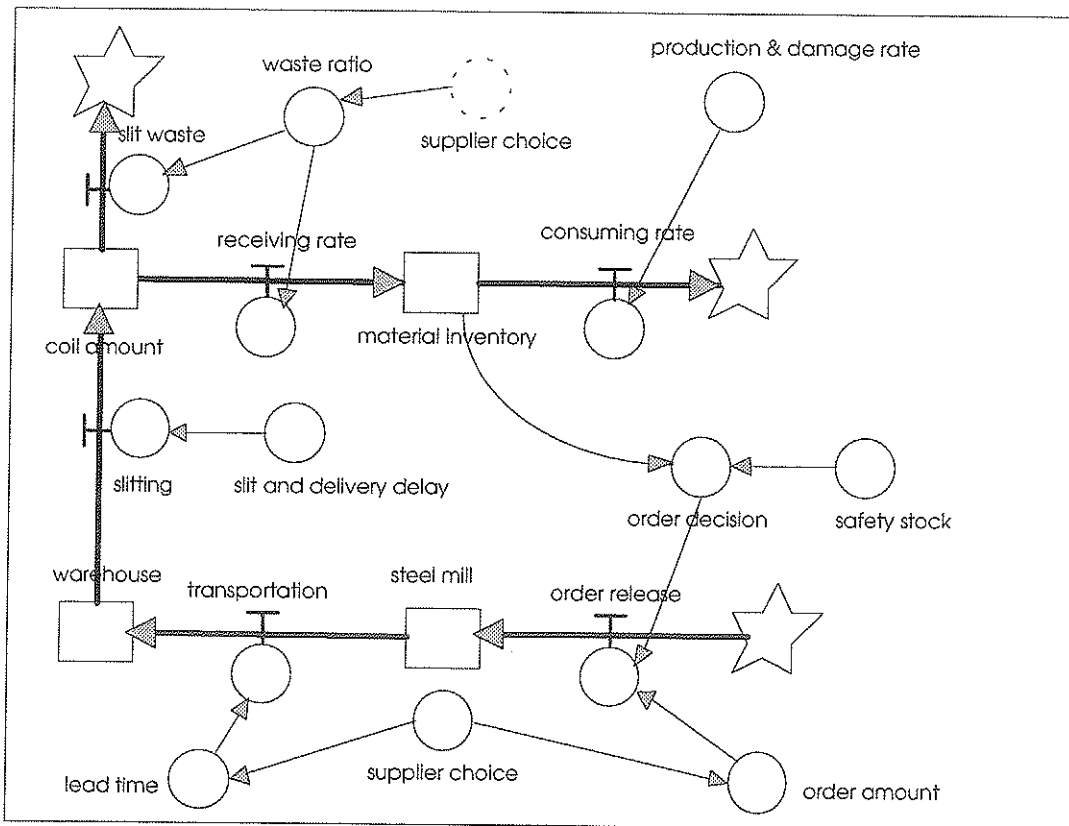 production & damage rate
waste ratio
slit waste
supplier choice
receiving rate
consuming rate
material inventory
coil amount
slitting
slit and delivery delay
order decision
safety stock
warehouse
transportation
steel mill
order release
lead time
supplier choice
order amount